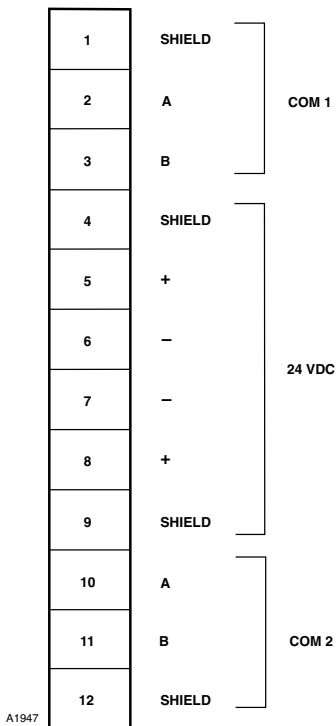 1 SHIELD
2 A COM 1
3 B
4 SHIELD
5 +
6 –
24 VDC
7 –
8 +
9 SHIELD
10 A
11 B COM 2
12 SHIELD
A1947